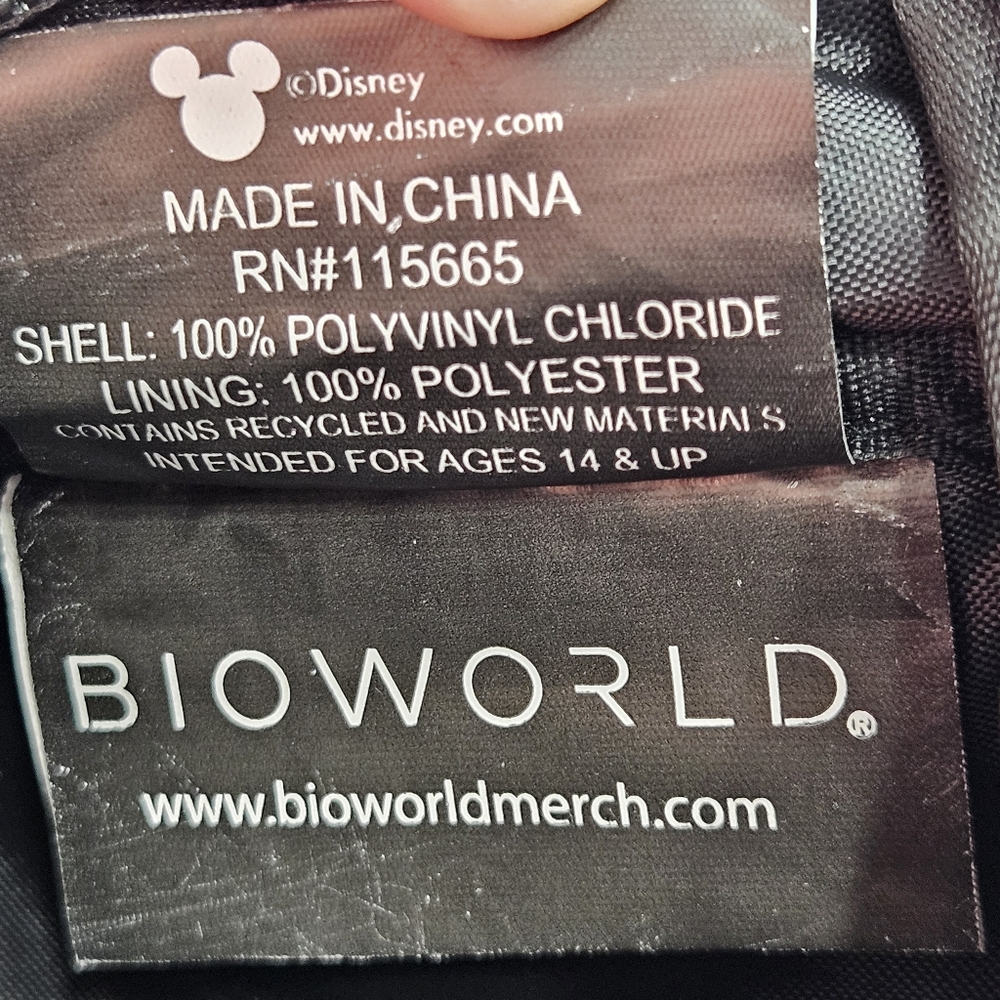 ©Disney
www.disney.com
MADE IN CHINA
RN#115665
SHELL: 100% POLYVINYL CHLORIDE
LINING: 100% POLYESTER
CONTAINS RECYCLED AND NEW MATERIALS
INTENDED FOR AGES 14 & UP
BIOWORLD®
www.bioworldmerch.com